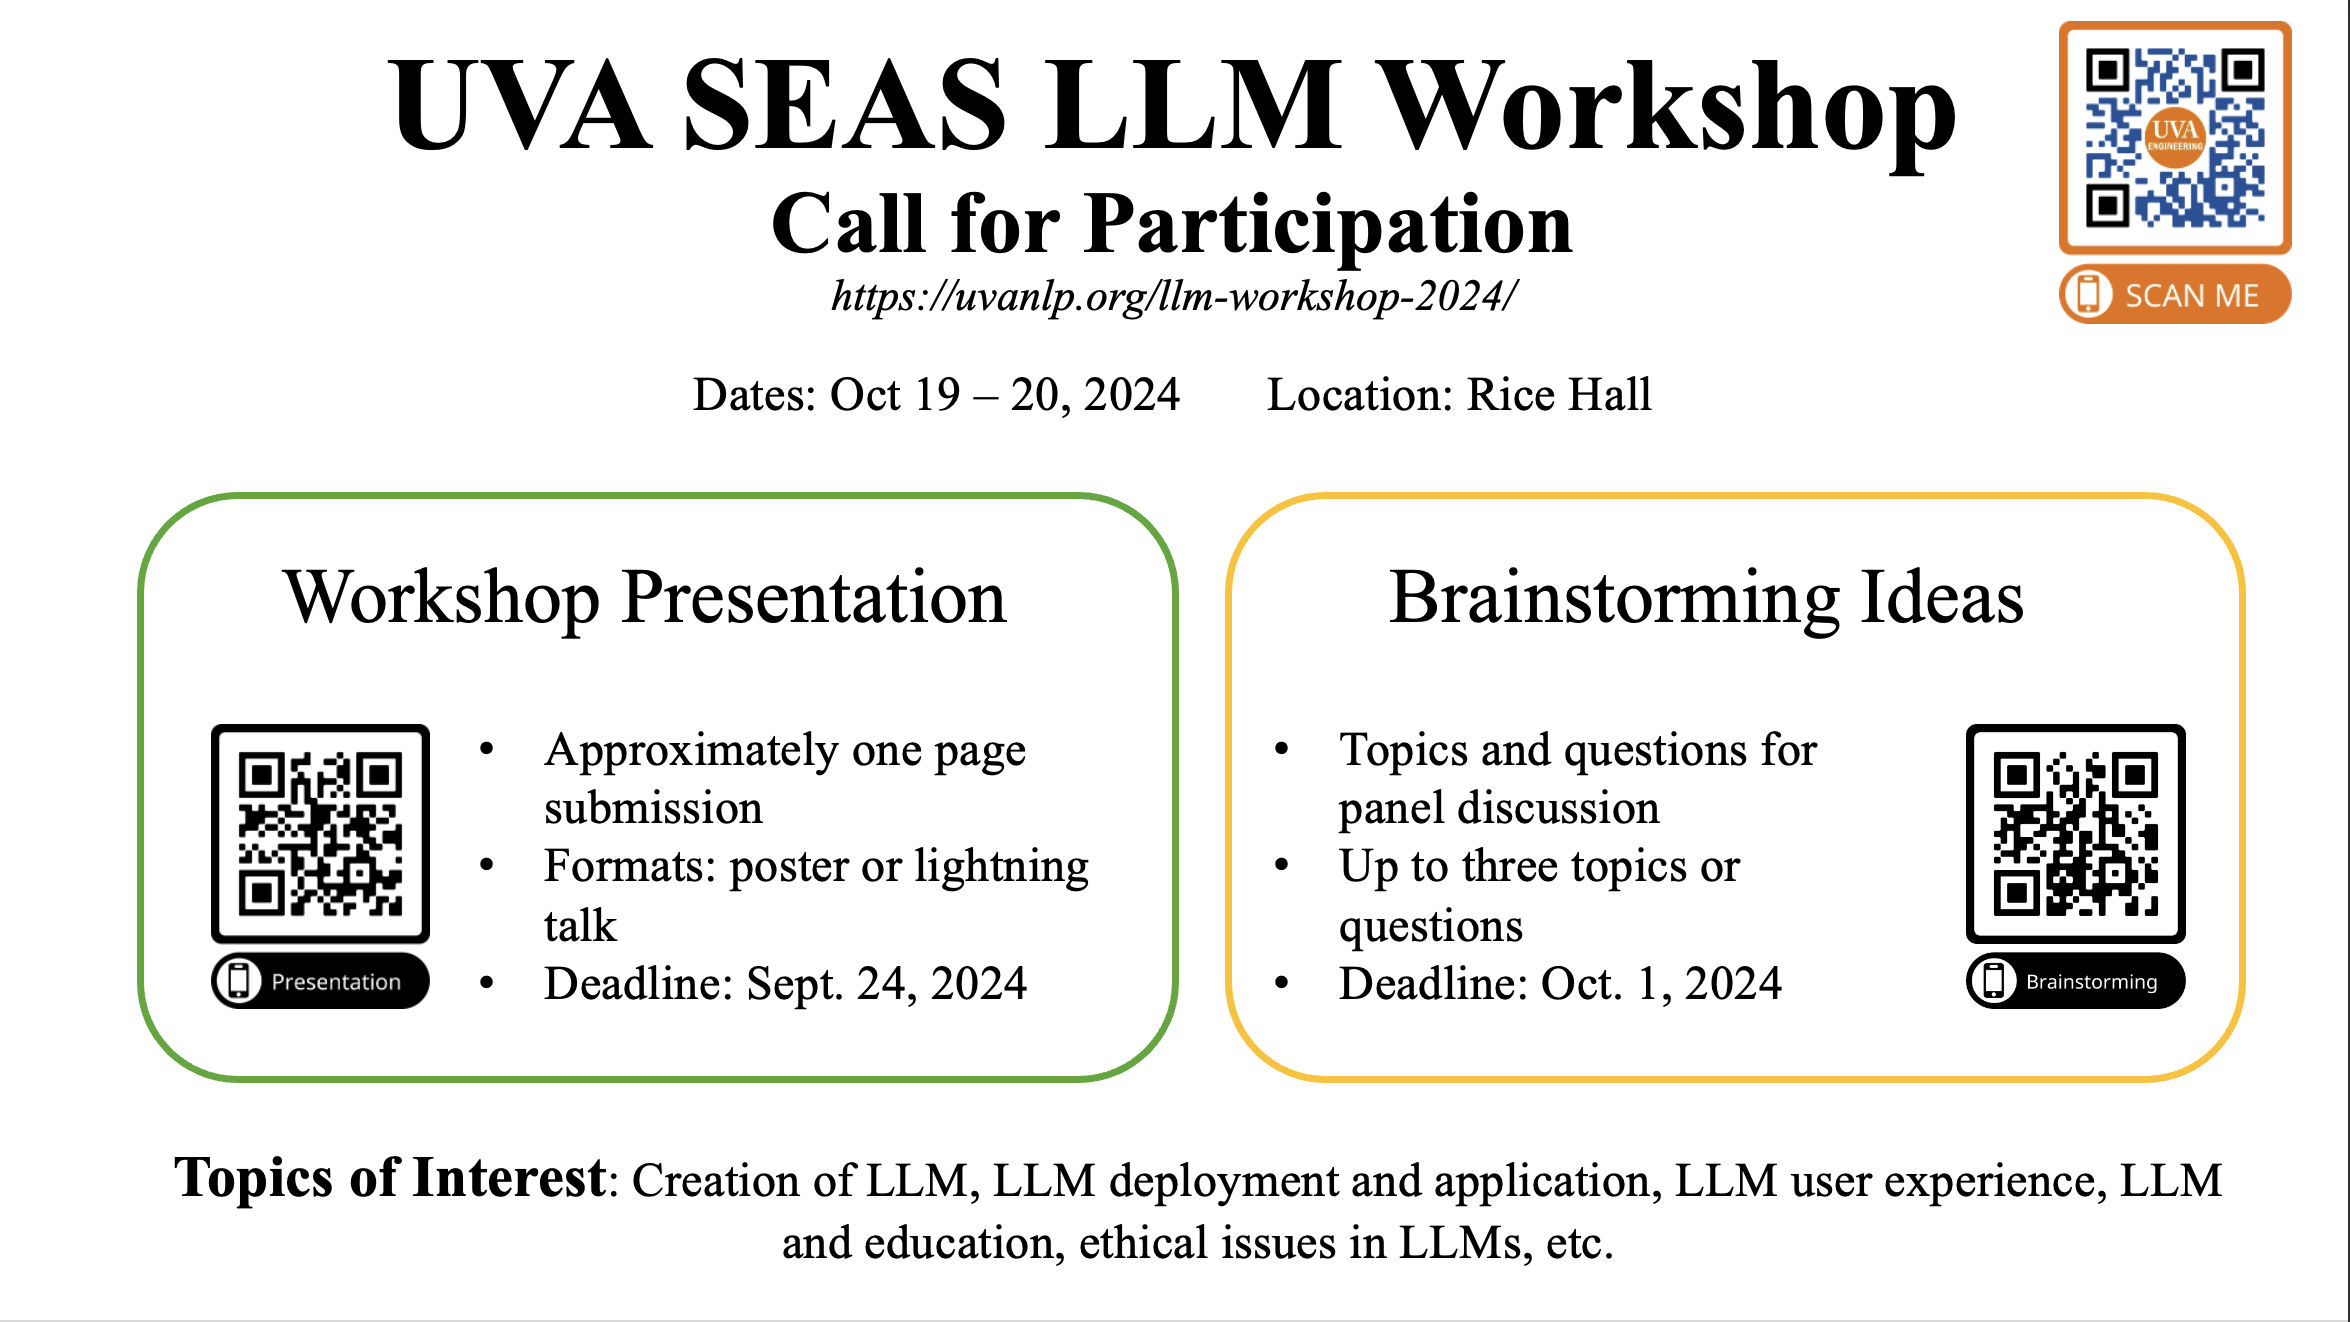 UVA SEAS LLM Workshop
Call for Participation
https://uvanlp.org/llm-workshop-2024/
UVA
ENGINEERING
SCAN ME
Dates: Oct 19 – 20, 2024 Location: Rice Hall
Workshop Presentation
• Approximately one page
submission
• Formats: poster or lightning
talk
• Deadline: Sept. 24, 2024
Presentation
Brainstorming Ideas
• Topics and questions for
panel discussion
• Up to three topics or
questions
• Deadline: Oct. 1, 2024
Brainstorming
Topics of Interest: Creation of LLM, LLM deployment and application, LLM user experience, LLM
and education, ethical issues in LLMs, etc.